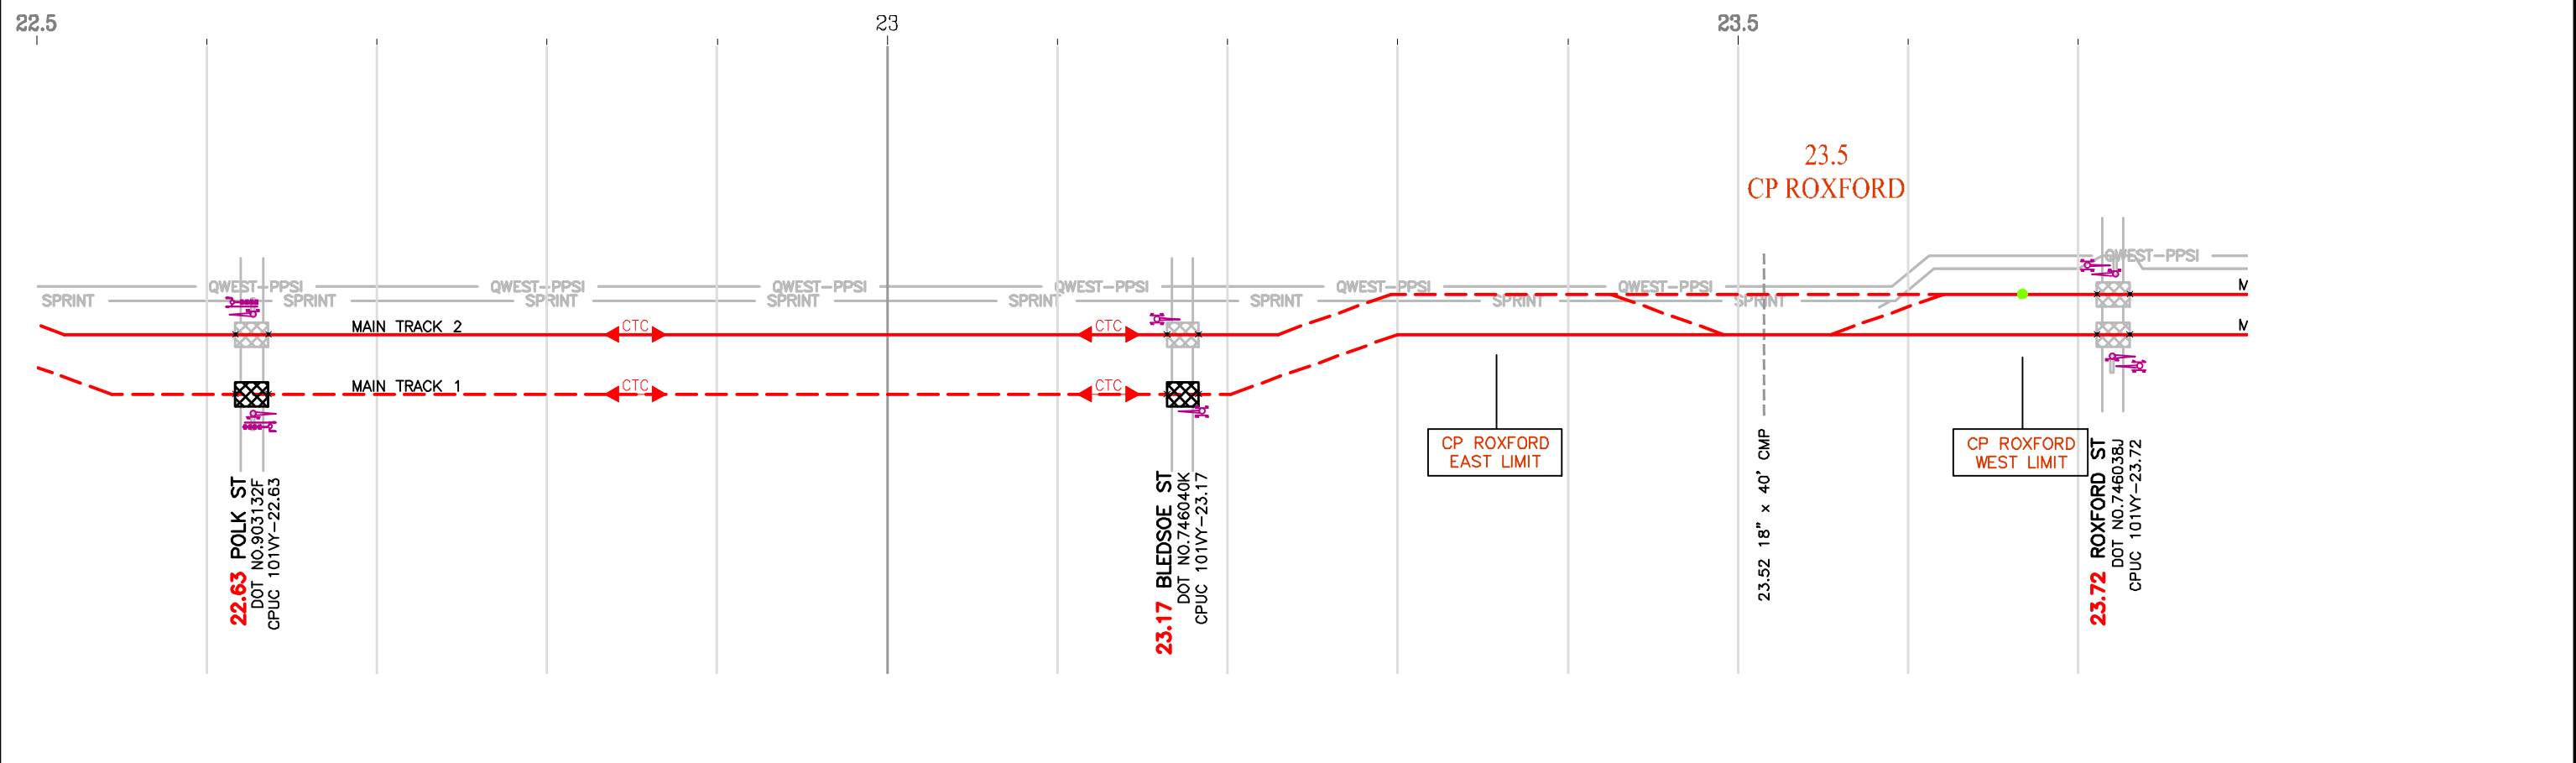 22.5
23
23.5
23.5
CP ROXFORD
QWEST-PPSI
QWEST-PPSI
QWEST-PPSI
QWEST-PPSI
QWEST-PPSI
QWEST-PPSI
QWEST-PPSI
SPRINT
SPRINT
SPRINT
SPRINT
SPRINT
SPRINT
SPRINT
SPRINT
MAIN TRACK 2
CTC
CTC
M
M
MAIN TRACK 1
CTC
CTC
CP ROXFORD
EAST LIMIT
CP ROXFORD
WEST LIMIT
22.63 POLK ST
DOT NO.903132F
CPUC 101VY-22.63
23.17 BLEDSOE ST
DOT NO.746040K
CPUC 101VY-23.17
23.52 18" x 40' CMP
23.72 ROXFORD ST
DOT NO.746038J
CPUC 101VY-23.72